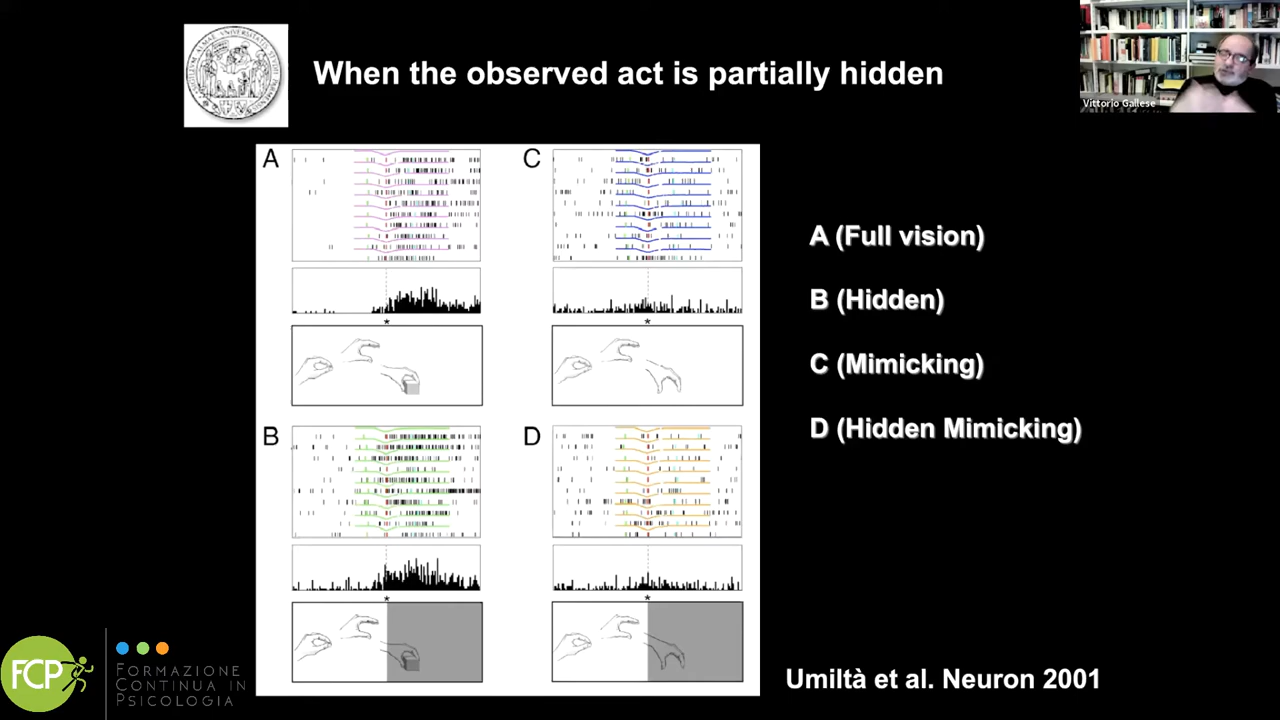 When the observed act is partially hidden
Vittorio Gallese
A
C
A (Full vision)
B (Hidden)
C (Mimicking)
D (Hidden Mimicking)
*
*
B
D
*
*
FCP
FORMAZIONE
CONTINUA IN
PSICOLOGIA
Umiltà et al. Neuron 2001